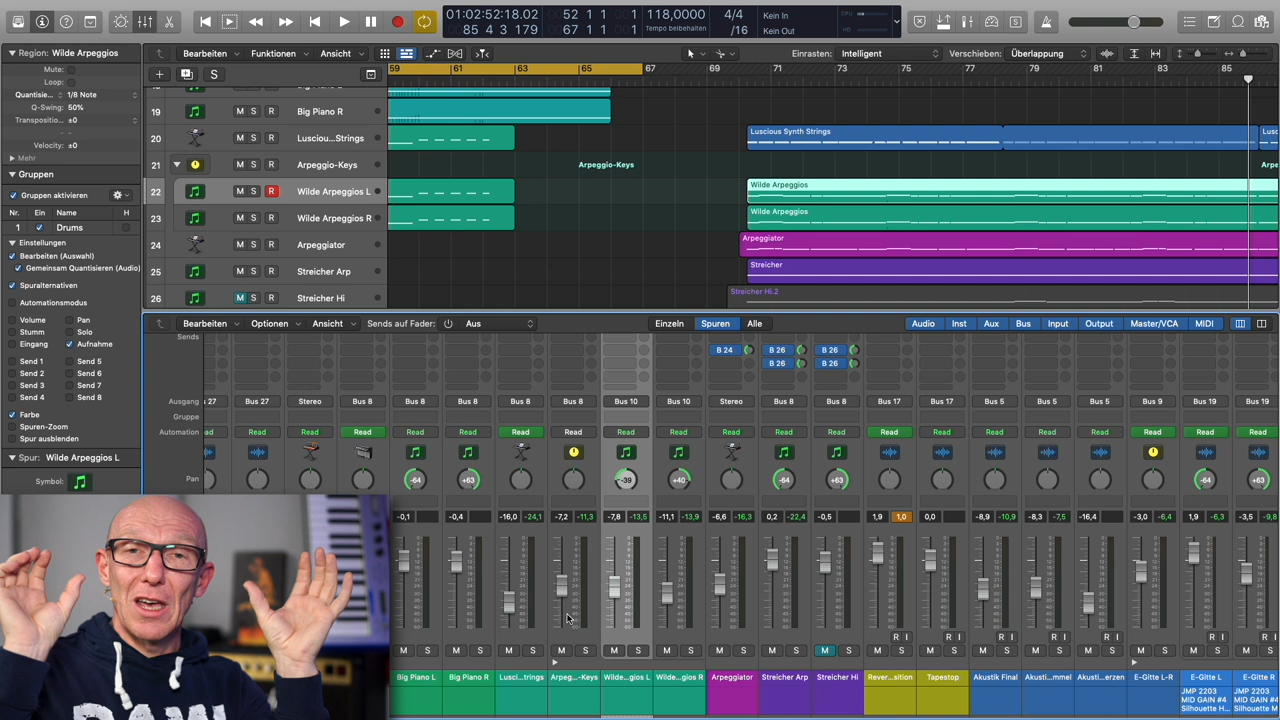 01:02:52:18.02 52 1 1 1 118,0000 4/4 Kein In
85 4 3 179 67 1 1 1 Tempo beibehalten /16 Kein Out
CPU
Region: Wilde Arpeggios
Mute:
Loop:
Quantisie... 1/8 Note
Q-Swing: 50%
Transpositio... ±0
Velocity: ±0
Mehr
Gruppen
Gruppen aktiver
Nr. Ein Name H
1 Drums
Einstellungen
Bearbeiten (Auswahl)
Gemeinsam Quantisieren (Audio)
Spuralternativen
Automationsmodus
Volume Pan
Stumm Solo
Eingang Aufnahme
Send 1 Send 5
Send 2 Send 6
Send 3 Send 7
Send 4 Send 8
Farbe
Spuren-Zoom
Spur ausblenden
Spur: Wilde Arpeggios L
Symbol:
Bearbeiten Funktionen Ansicht Einrasten: Intelligent Verschieben: Überlappung
S 59 61 63 65 67 69 71 73 75 77 79 81 83 85
19 M S R Big Piano R
20 M S R Lusciou...Strings Luscious Synth Strings Lusc
21 M S R Arpeggio-Keys Arpeggio-Keys Arpe
22 M S R Wilde Arpeggios L Wilde Arpeggios
23 M S R Wilde Arpeggios R Wilde Arpeggios
24 M S R Arpeggiator Arpeggiator
25 M S R Streicher Arp Streicher
26 M S R Streicher Hi Streicher Hi.2
Bearbeiten Optionen Ansicht Sends auf Fader: Aus Einzeln Spuren Alle Audio Inst Aux Bus Input Output Master/VCA MIDI
Sends B 24 B 26 B 26
B 26 B 26
Ausgang 27 Bus 27 Stereo Bus 8 Bus 8 Bus 8 Bus 8 Bus 8 Bus 10 Bus 10 Stereo Bus 8 Bus 8 Bus 17 Bus 17 Bus 5 Bus 5 Bus 5 Bus 9 Bus 19 Bus 19
Gruppe
Automation ad Read Read Read Read Read Read Read Read Read Read Read Read Read Read Read Read Read Read Read Read
Pan -64 +63 -39 +40 -64 +63 -64 +63
-0,1 -0,4 -16,0 -24,1 -7,2 -11,3 -7,8 -13,5 -11,1 -13,9 -6,6 -16,3 0,2 -22,4 -0,5 1,9 1,0 0,0 -8,9 -10,9 -8,3 -7,5 -16,4 -3,0 -6,4 1,9 -6,3 -3,5 -9,8
R I R I R I R I R I R I R I
M S M S M S M S M S M S M S M S M S M S M S M S M S M S M S M S M S
Big Piano L Big Piano R Lusci...trings Arpeg...-Keys Wilde...gios L Wilde...gios R Arpeggiator Streicher Arp Streicher Hi Rever...sition Tapestop Akustik Final Akusti...mmel Akusti...erzen E-Gitte L-R E-Gitte L E-Gitte R
JMP 2203 JMP 2203
MID GAIN #4 MID GAIN #4
Silhouette H... Silhouette H...